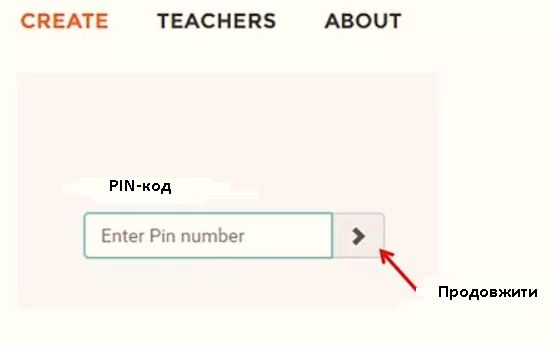 CREATE TEACHERS ABOUT
PIN-код
Enter Pin number
Продовжити